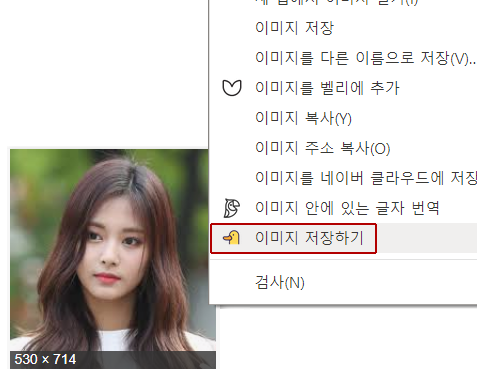 이미지 저장
이미지를 다른 이름으로 저장(V)...
이미지를 벨리에 추가
이미지 복사(Y)
이미지 주소 복사(O)
이미지를 네이버 클라우드에 저장
이미지 안에 있는 글자 번역
이미지 저장하기
검사(N)
530 × 714